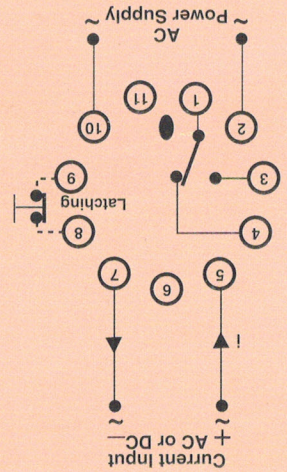 Current Input
+ AC or DC —
~ ~
i
5 6 7
4 8
Latching
3 9
2 1 11 10
AC
~ Power Supply ~